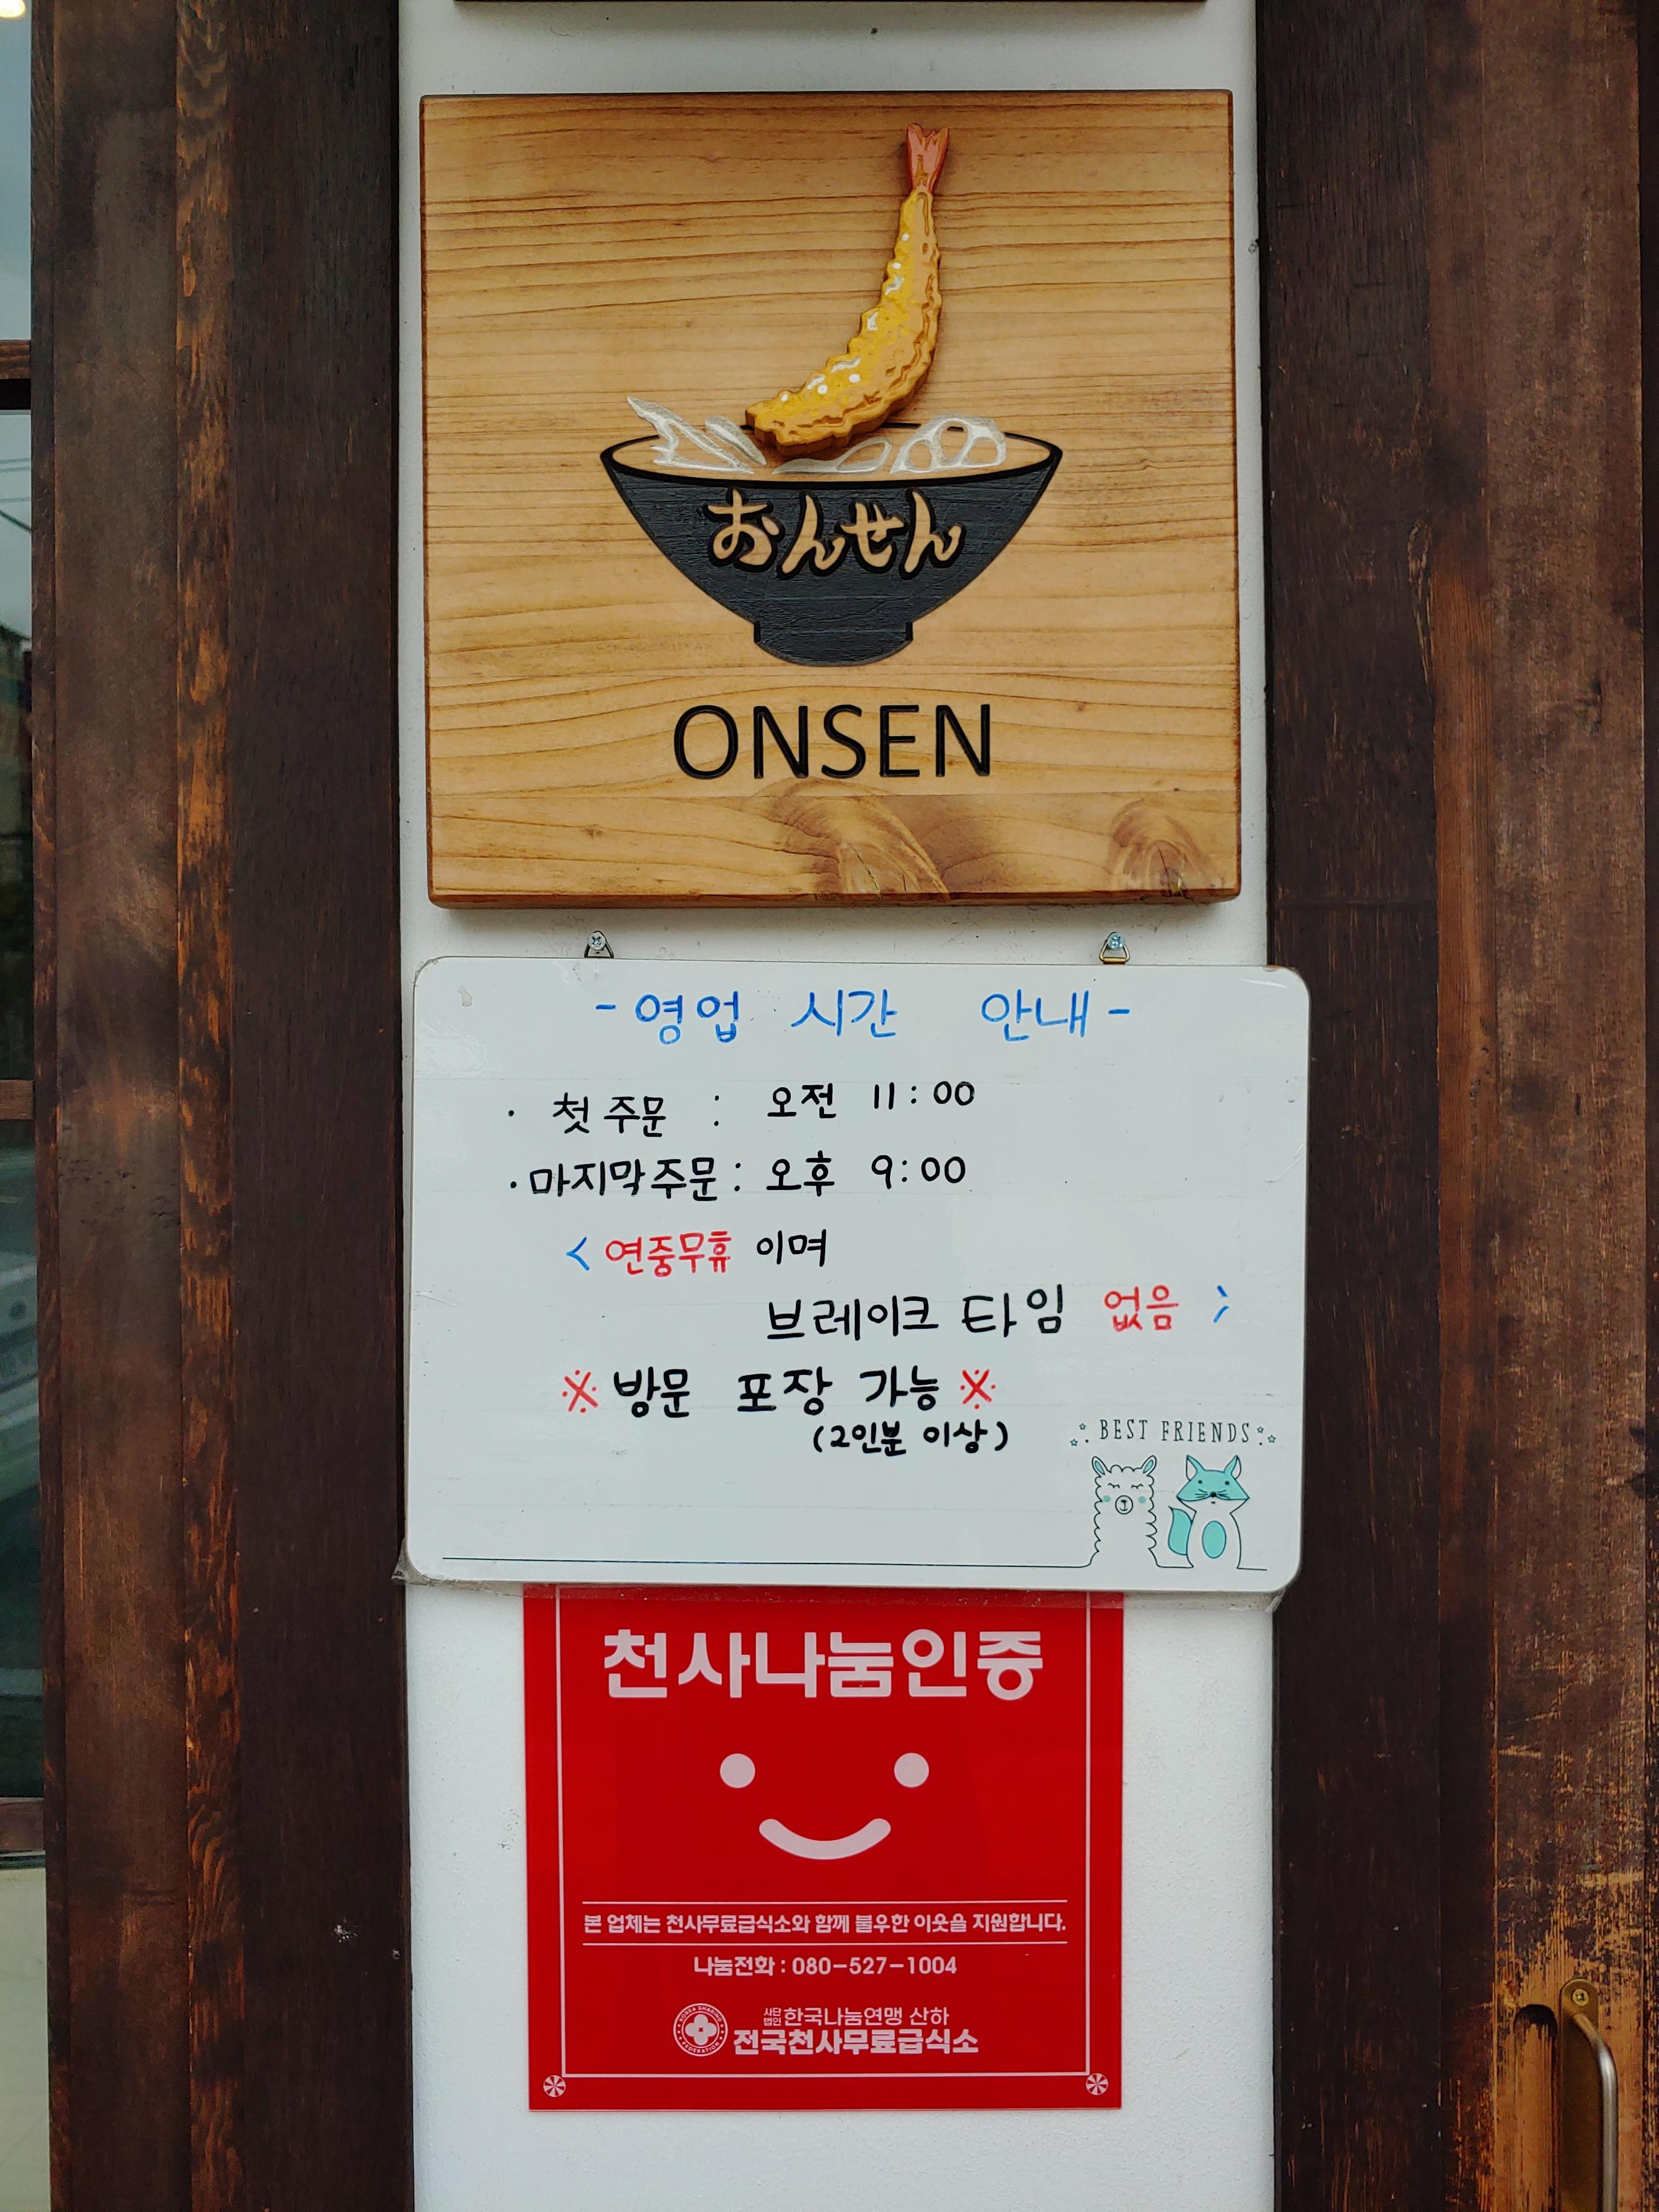 おんせん
ONSEN
- 영업 시간 안내 -
· 첫 주문 : 오전 11:00
· 마지막 주문 : 오후 9:00
< 연중무휴 이며
브레이크 타임 없음 >
※ 방문 포장 가능 ※
(2인분 이상)
BEST FRIENDS
천사나눔인증
본 업체는 천사무료급식소와 함께 불우한 이웃을 지원합니다.
나눔전화 : 080-527-1004
사단법인 한국나눔연맹 산하
전국천사무료급식소
KOREA SHARING FEDERATION